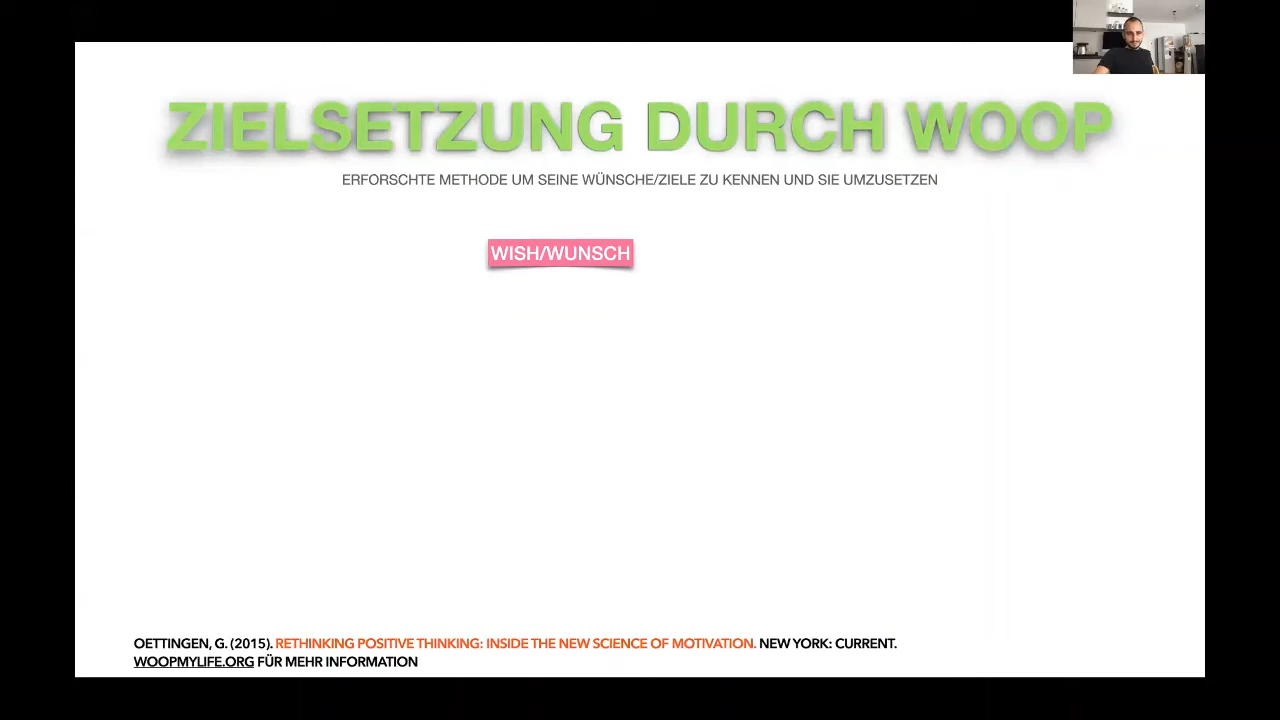 ZIELSETZUNG DURCH WOOP
ERFORSCHTE METHODE UM SEINE WÜNSCHE/ZIELE ZU KENNEN UND SIE UMZUSETZEN
WISH/WUNSCH
OETTINGEN, G. (2015). RETHINKING POSITIVE THINKING: INSIDE THE NEW SCIENCE OF MOTIVATION. NEW YORK: CURRENT.
WOOPMYLIFE.ORG FÜR MEHR INFORMATION